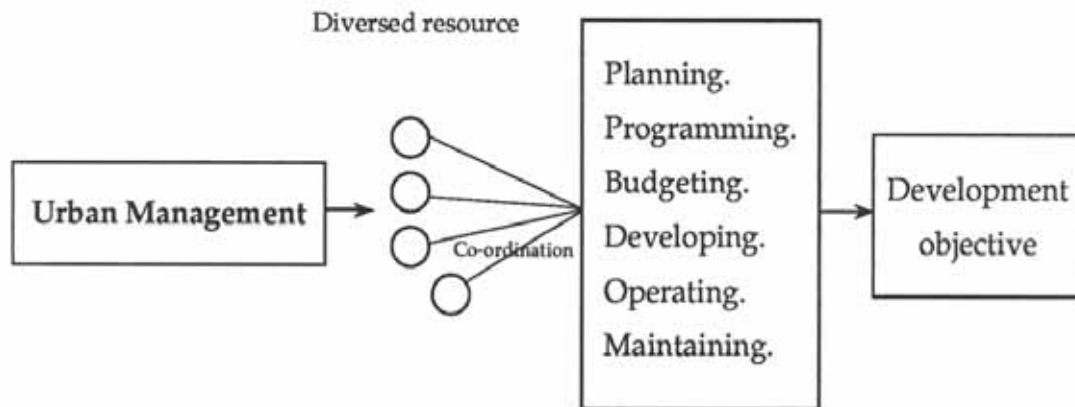 Diversed resource
Urban Management
Co-ordination
Planning.
Programming.
Budgeting.
Developing.
Operating.
Maintaining.
Development
objective